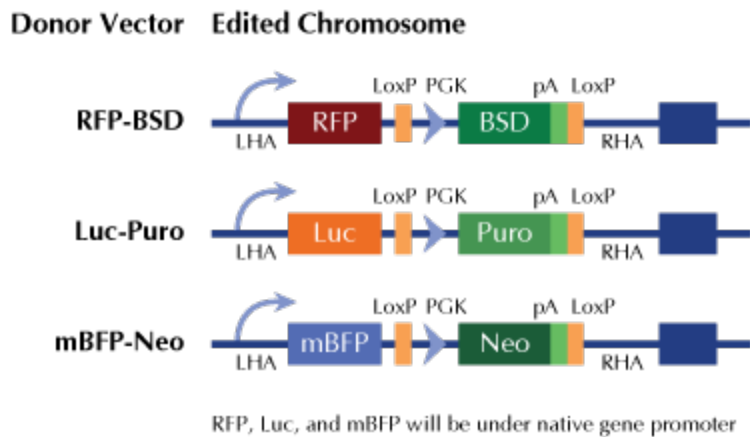 Donor Vector Edited Chromosome
LoxP PGK pA LoxP
RFP-BSD RFP BSD
LHA RHA
LoxP PGK pA LoxP
Luc-Puro Luc Puro
LHA RHA
LoxP PGK pA LoxP
mBFP-Neo mBFP Neo
LHA RHA
RFP, Luc, and mBFP will be under native gene promoter